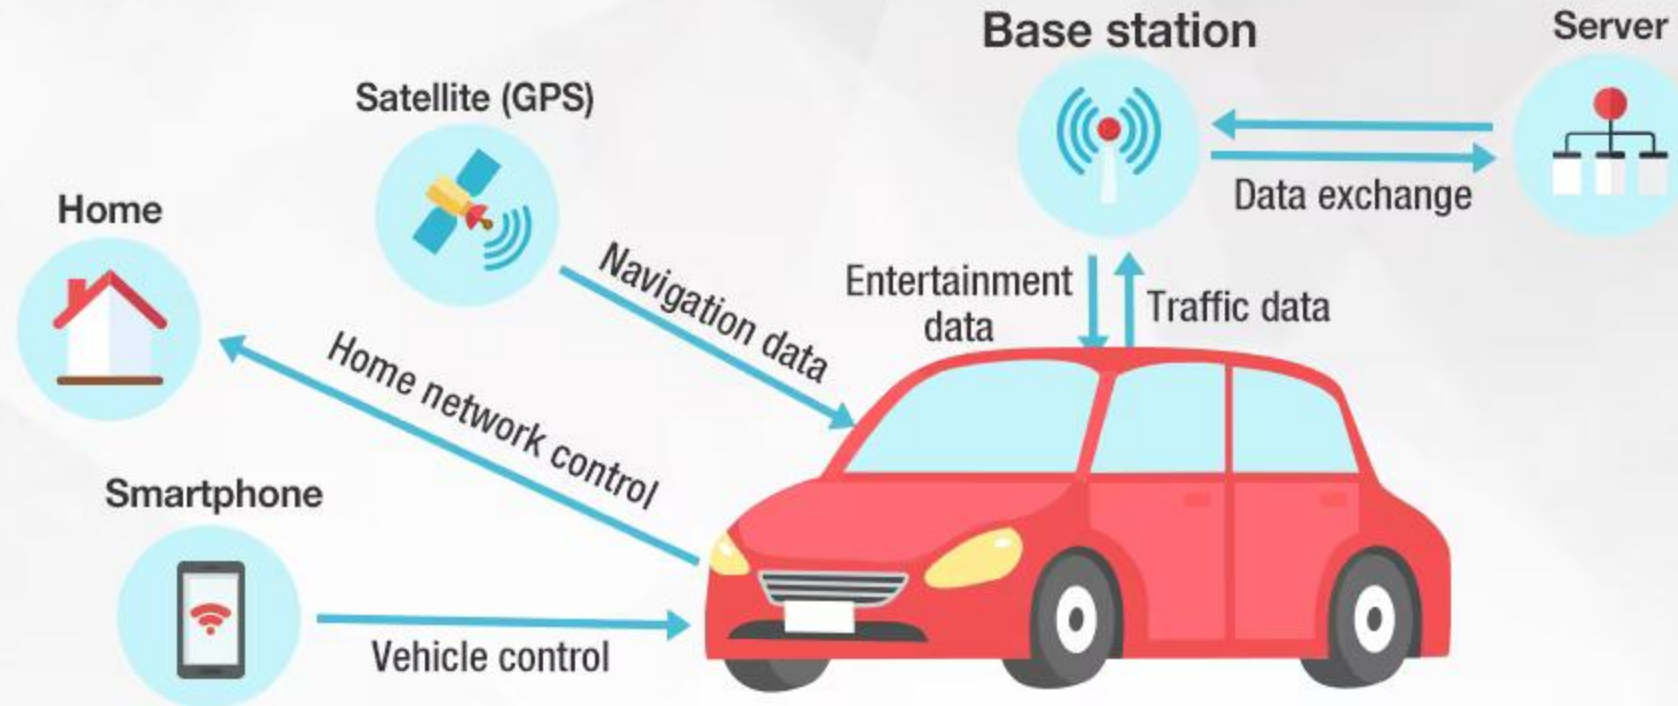 Base station
Server
Satellite (GPS)
Home
Data exchange
Navigation data
Entertainment
data
Traffic data
Home network control
Smartphone
Vehicle control